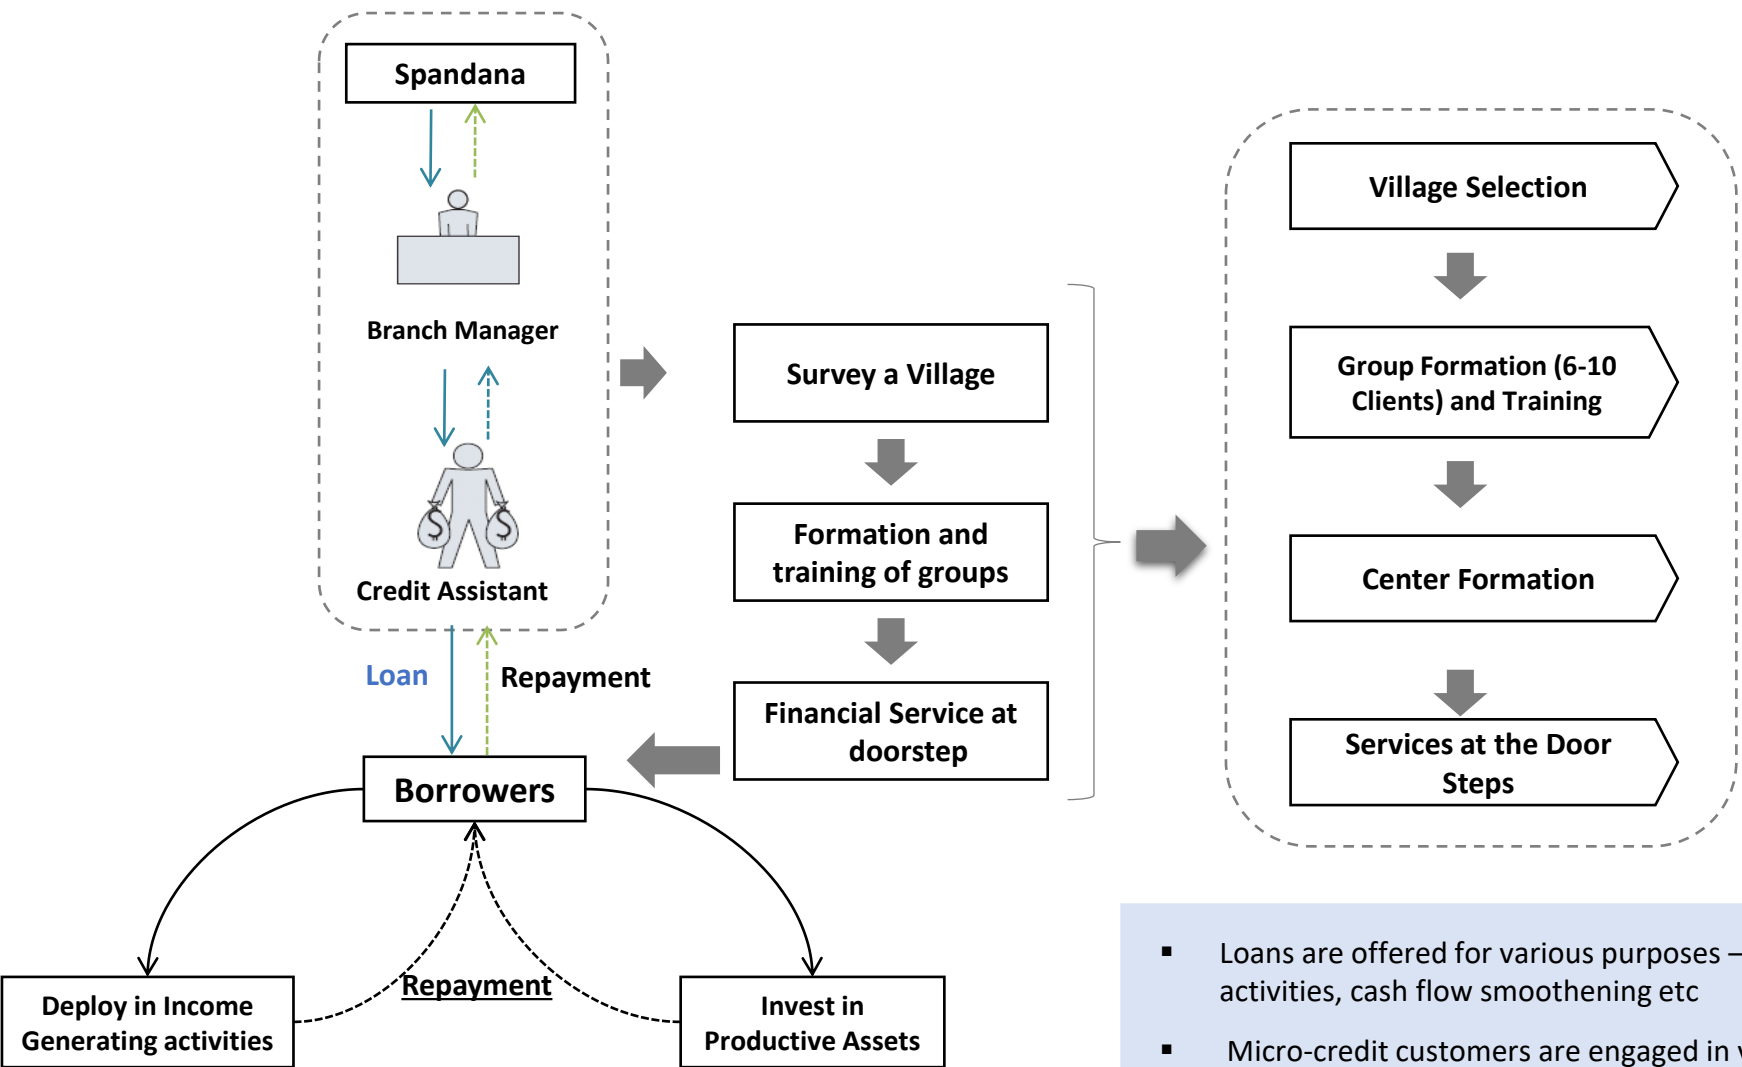 Spandana
Branch Manager
Credit Assistant
Loan
Repayment
Borrowers
Repayment
Deploy in Income
Generating activities
Invest in
Productive Assets
Survey a Village
Formation and
training of groups
Financial Service at
doorstep
Village Selection
Group Formation (6-10
Clients) and Training
Center Formation
Services at the Door
Steps
▪ Loans are offered for various purposes –
activities, cash flow smoothening etc
▪ Micro-credit customers are engaged in